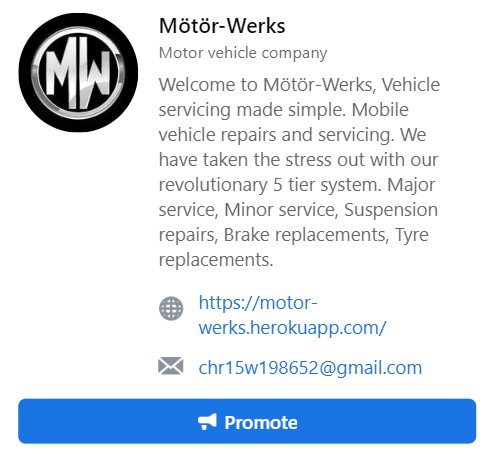 MW
Mötör-Werks
Motor vehicle company
Welcome to Mötör-Werks, Vehicle
servicing made simple. Mobile
vehicle repairs and servicing. We
have taken the stress out with our
revolutionary 5 tier system. Major
service, Minor service, Suspension
repairs, Brake replacements, Tyre
replacements.
https://motor-
werks.herokuapp.com/
chr15w198652@gmail.com
Promote